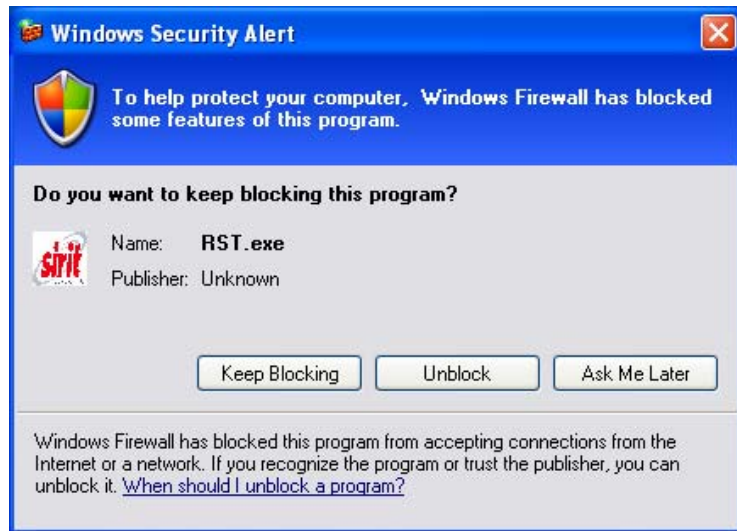 Windows Security Alert
To help protect your computer, Windows Firewall has blocked
some features of this program.
Do you want to keep blocking this program?
sirit
Name: RST.exe
Publisher: Unknown
Keep Blocking Unblock Ask Me Later
Windows Firewall has blocked this program from accepting connections from the
Internet or a network. If you recognize the program or trust the publisher, you can
unblock it. When should I unblock a program?